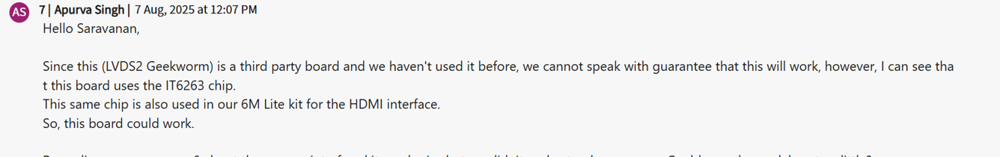 AS 7 | Apurva Singh | 7 Aug, 2025 at 12:07 PM
Hello Saravanan,
Since this (LVDS2 Geekworm) is a third party board and we haven't used it before, we cannot speak with guarantee that this will work, however, I can see tha
t this board uses the IT6263 chip.
This same chip is also used in our 6M Lite kit for the HDMI interface.
So, this board could work.